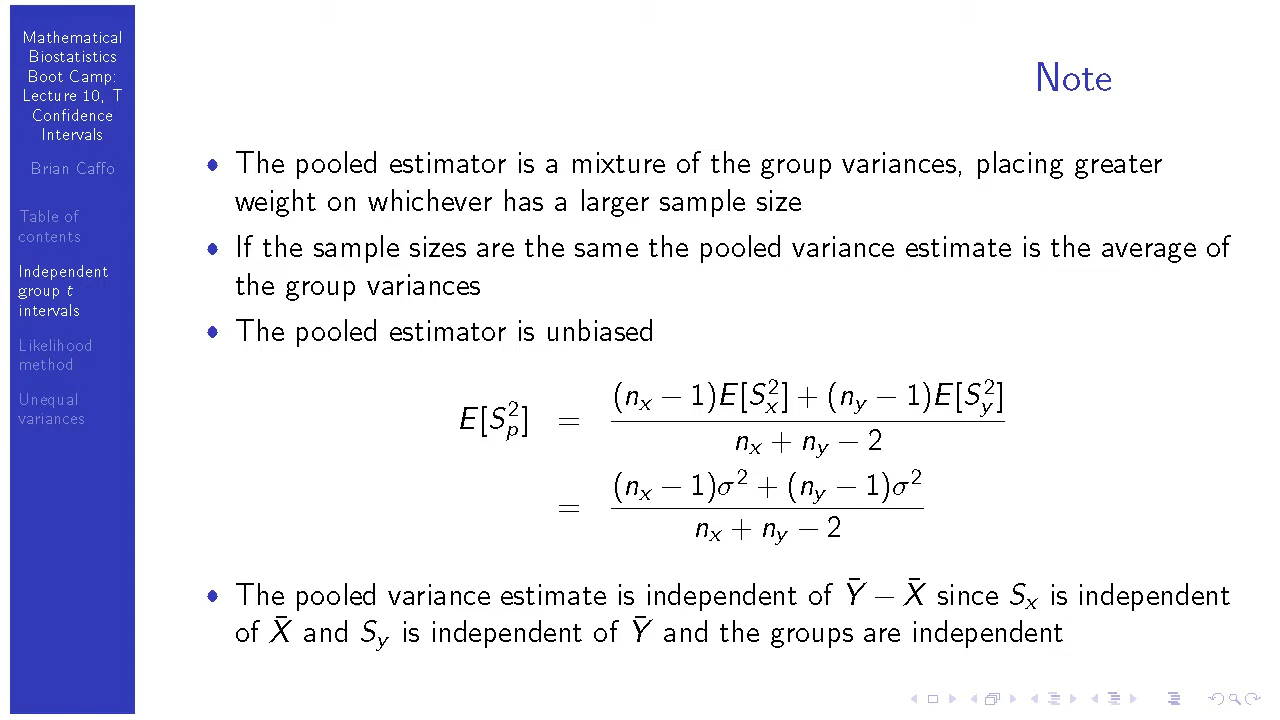 Mathematical
Biostatistics
Boot Camp:
Lecture 10, T
Confidence
Intervals
Brian Caffo
Table of
contents
Independent
group t
intervals
Likelihood
method
Unequal
variances
Note
• The pooled estimator is a mixture of the group variances, placing greater
weight on whichever has a larger sample size
• If the sample sizes are the same the pooled variance estimate is the average of
the group variances
• The pooled estimator is unbiased
E[S_p^2] = \frac{(n_x − 1)E[S_x^2] + (n_y − 1)E[S_y^2]}{n_x + n_y − 2}
= \frac{(n_x − 1)σ^2 + (n_y − 1)σ^2}{n_x + n_y − 2}
• The pooled variance estimate is independent of Ȳ − X̄ since S_x is independent
of X̄ and S_y is independent of Ȳ and the groups are independent